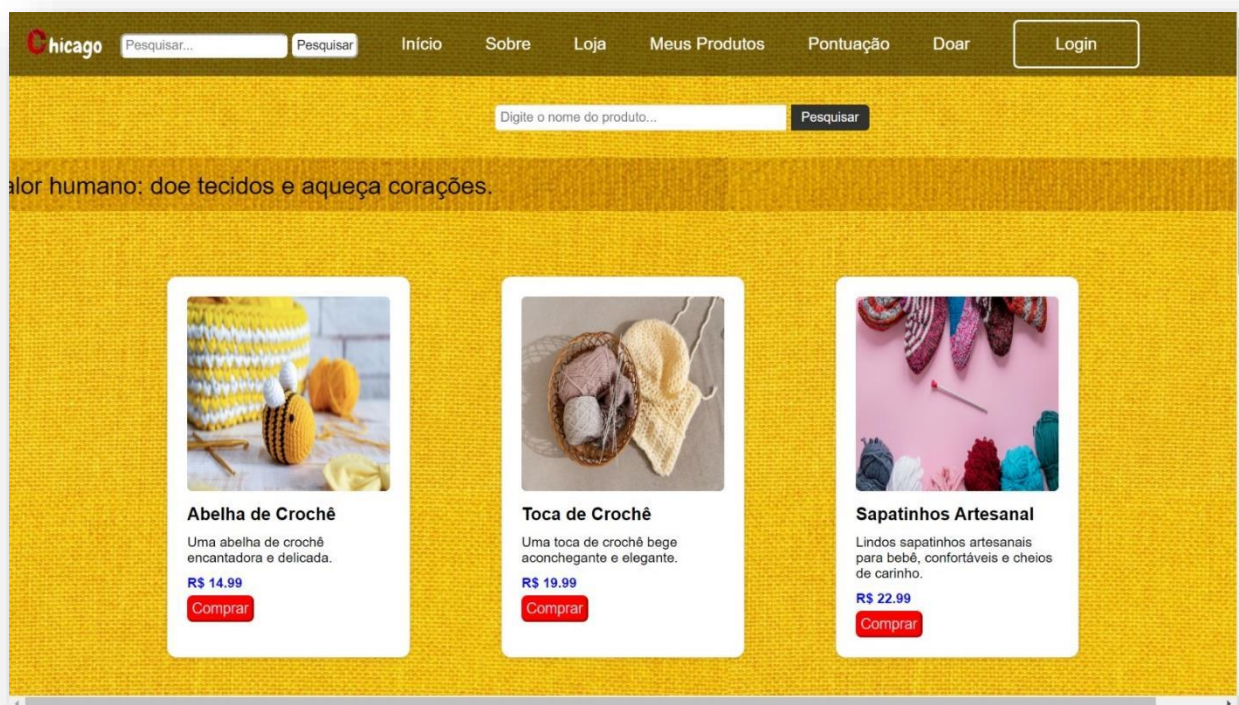 Chicago
Pesquisar...
Pesquisar
Início
Sobre
Loja
Meus Produtos
Pontuação
Doar
Login
Digite o nome do produto...
Pesquisar
humano: doe tecidos e aqueça corações.
Abelha de Crochê
Uma abelha de crochê
encantadora e delicada.
R$ 14.99
Comprar
Toca de Crochê
Uma toca de crochê bege
aconchegante e elegante.
R$ 19.99
Comprar
Sapatinhos Artesanal
Lindos sapatinhos artesanais
para bebê, confortáveis e cheios
de carinho.
R$ 22.99
Comprar